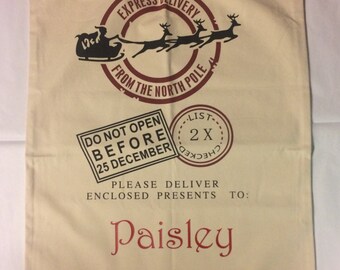 EXPRESS DELIVERY
FROM THE NORTH POLE
DO NOT OPEN
BEFORE
25 DECEMBER
LIST
2 X
CHECKED
PLEASE DELIVER
ENCLOSED PRESENTS TO:
Paisley